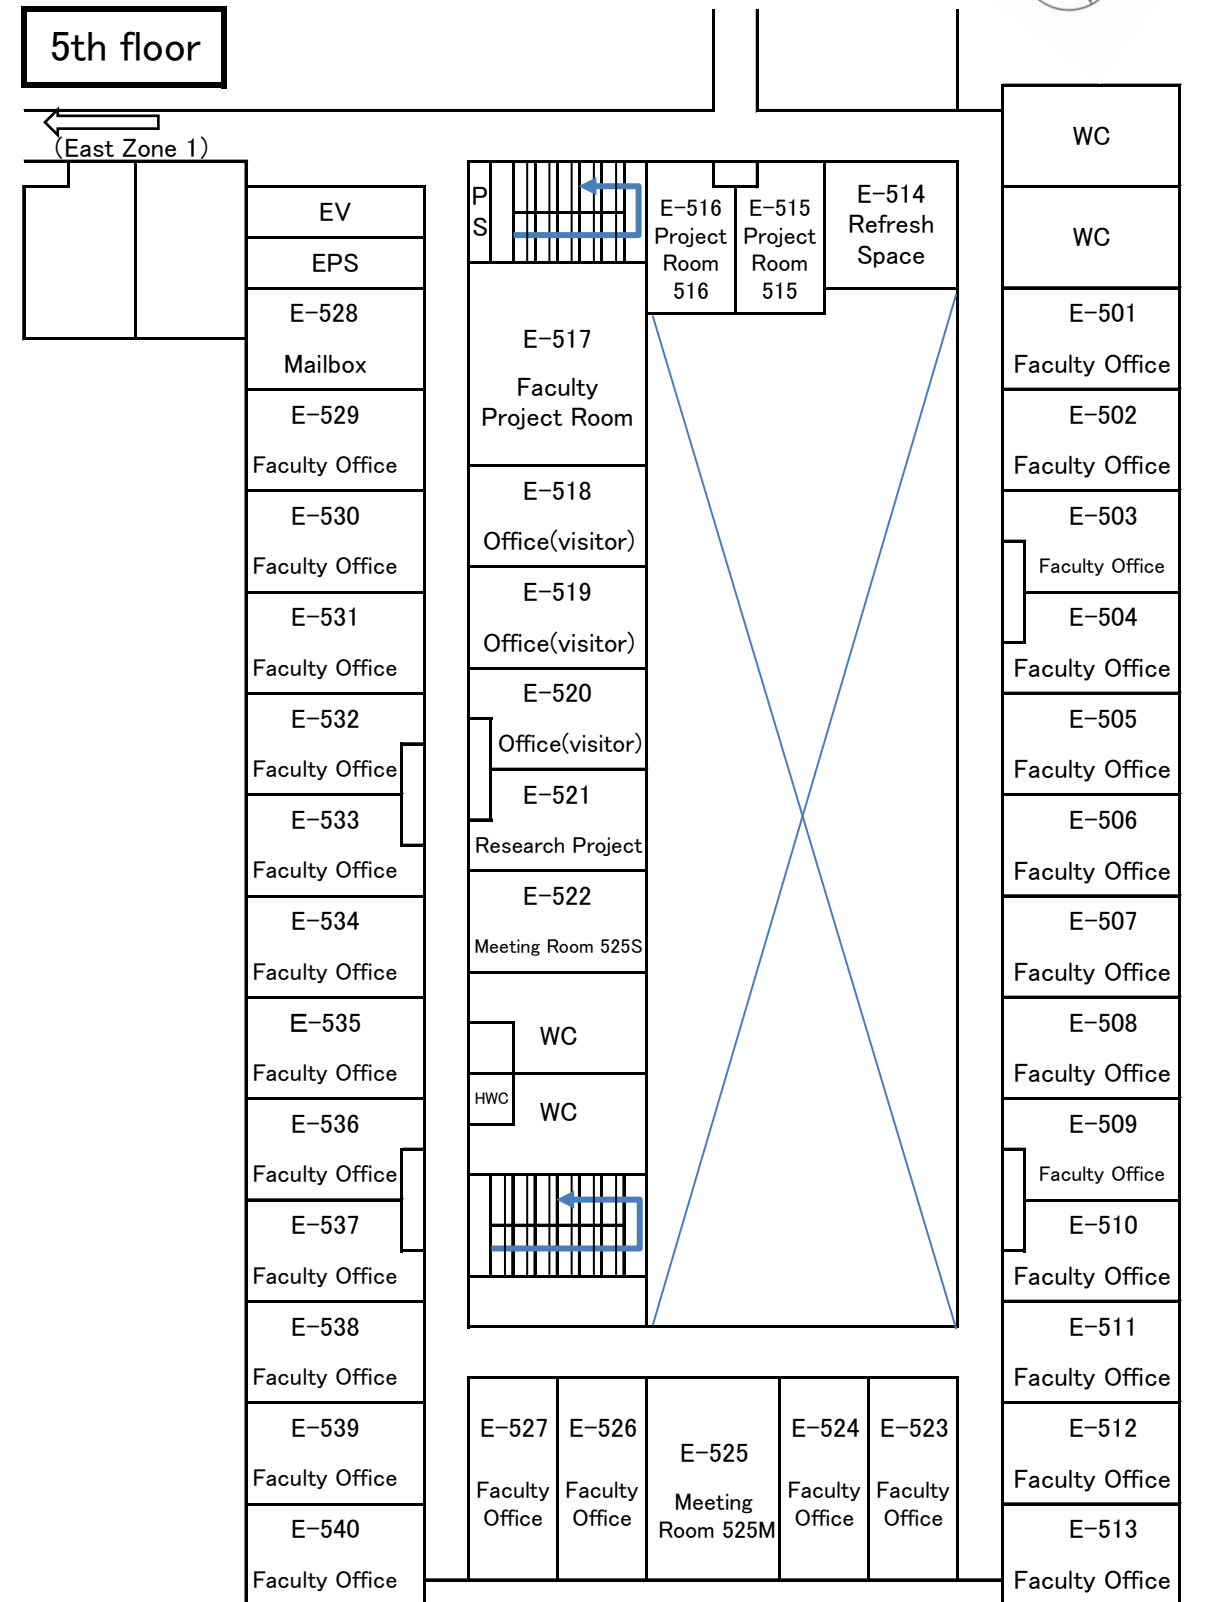 5th floor
(East Zone 1)
EV
EPS
E-528
Mailbox
E-529
Faculty Office
E-530
Faculty Office
E-531
Faculty Office
E-532
Faculty Office
E-533
Faculty Office
E-534
Faculty Office
E-535
Faculty Office
E-536
Faculty Office
E-537
Faculty Office
E-538
Faculty Office
E-539
Faculty Office
E-540
Faculty Office
P
S
E-517
Faculty
Project Room
E-518
Office(visitor)
E-519
Office(visitor)
E-520
Office(visitor)
E-521
Research Project
E-522
Meeting Room 525S
WC
HWC
WC
E-516
Project
Room
516
E-515
Project
Room
515
E-514
Refresh
Space
E-527
Faculty
Office
E-526
Faculty
Office
E-525
Meeting
Room 525M
E-524
Faculty
Office
E-523
Faculty
Office
WC
WC
E-501
Faculty Office
E-502
Faculty Office
E-503
Faculty Office
E-504
Faculty Office
E-505
Faculty Office
E-506
Faculty Office
E-507
Faculty Office
E-508
Faculty Office
E-509
Faculty Office
E-510
Faculty Office
E-511
Faculty Office
E-512
Faculty Office
E-513
Faculty Office